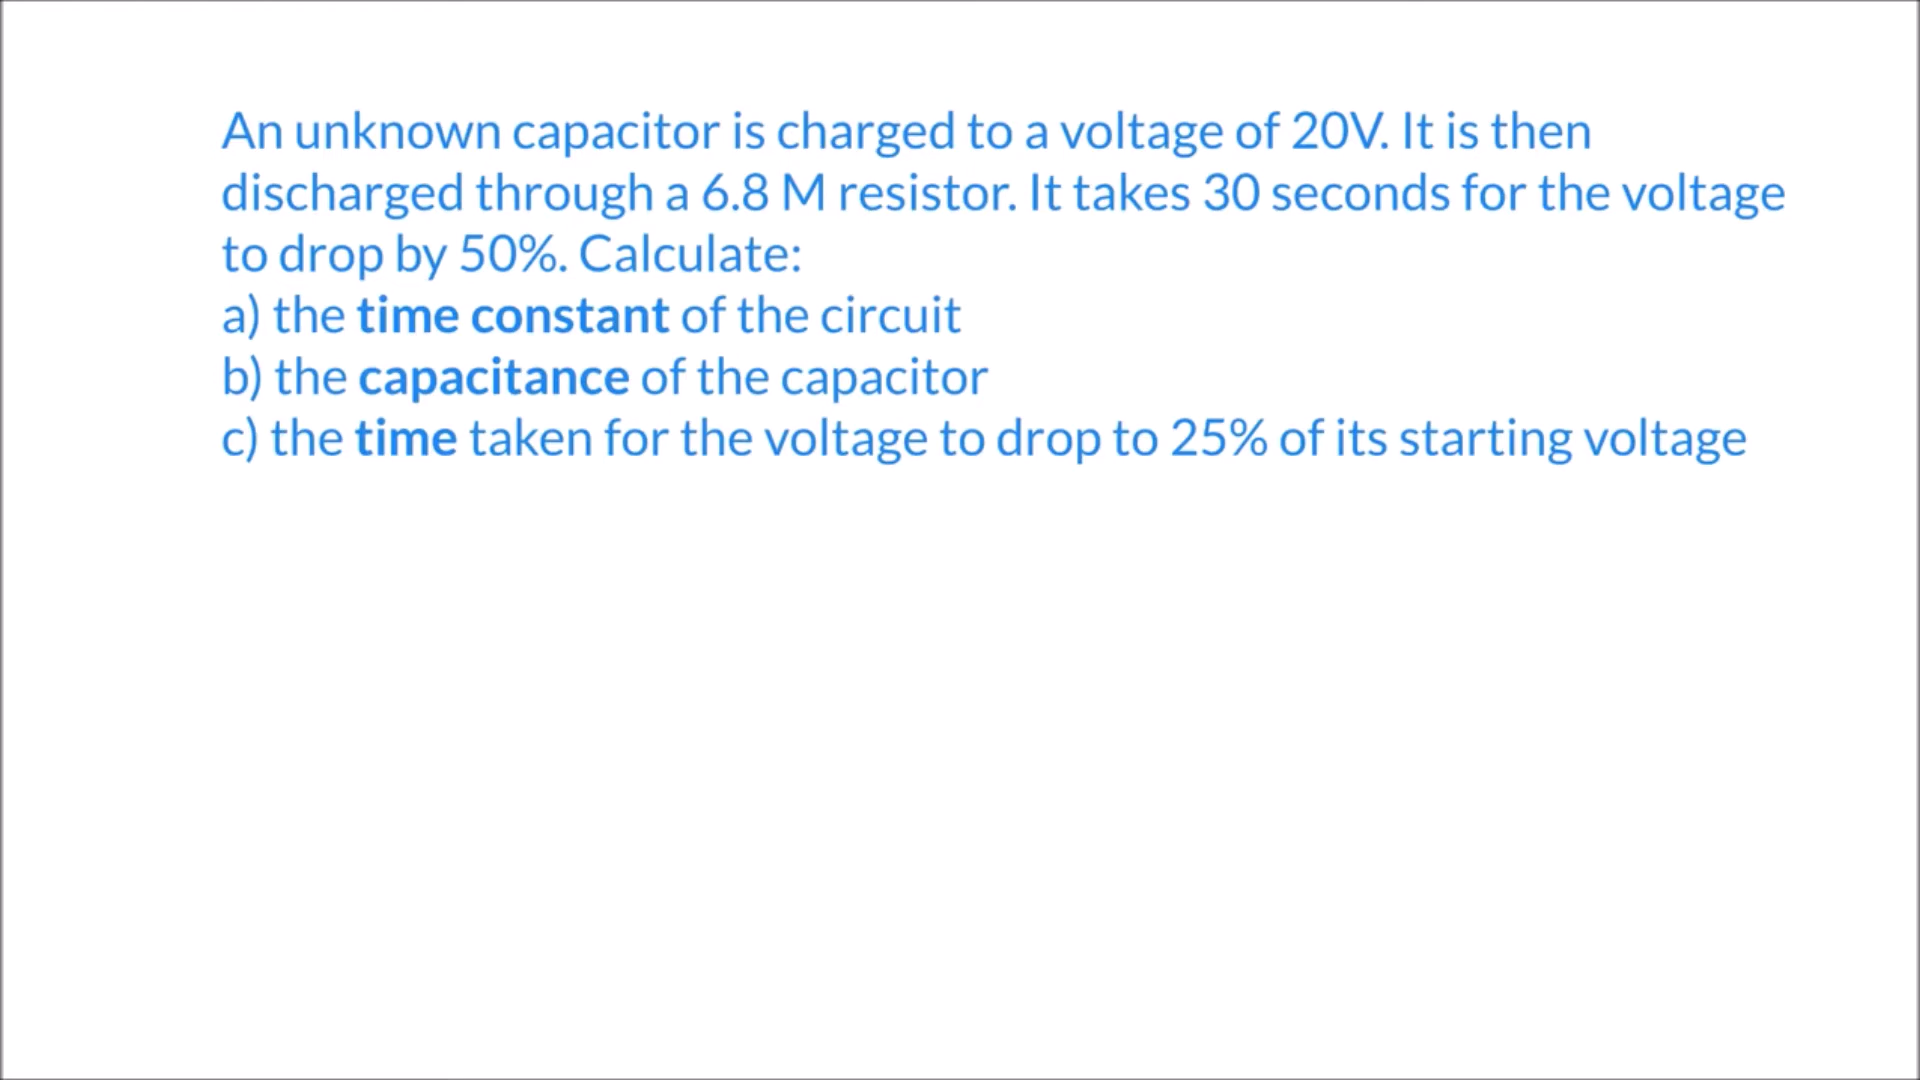 An unknown capacitor is charged to a voltage of 20V. It is then
discharged through a 6.8 M resistor. It takes 30 seconds for the voltage
to drop by 50%. Calculate:
a) the time constant of the circuit
b) the capacitance of the capacitor
c) the time taken for the voltage to drop to 25% of its starting voltage